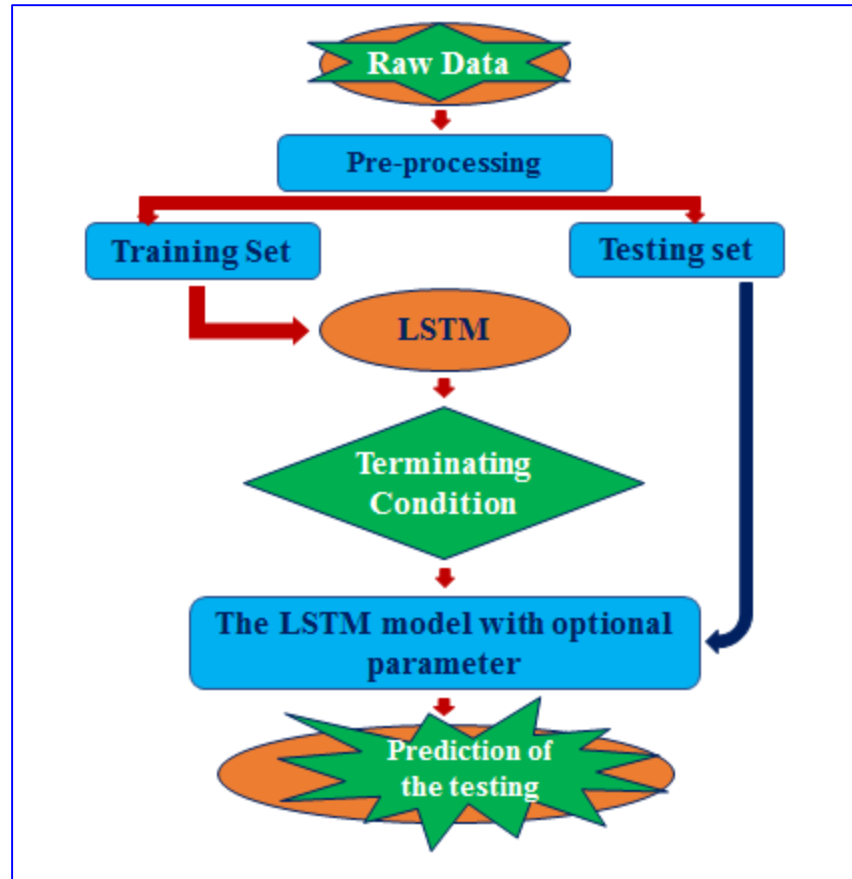 Raw Data
Pre-processing
Training Set
Testing set
LSTM
Terminating
Condition
The LSTM model with optional
parameter
Prediction of
the testing